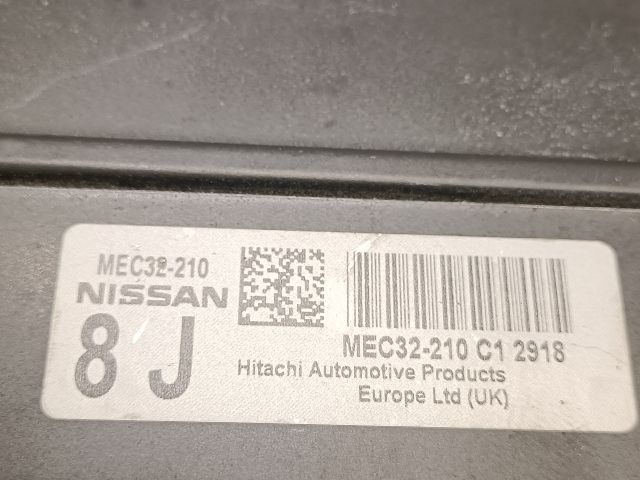 MEC32-210
NISSAN
8 J
MEC32-210 C1 2918
Hitachi Automotive Products
Europe Ltd (UK)